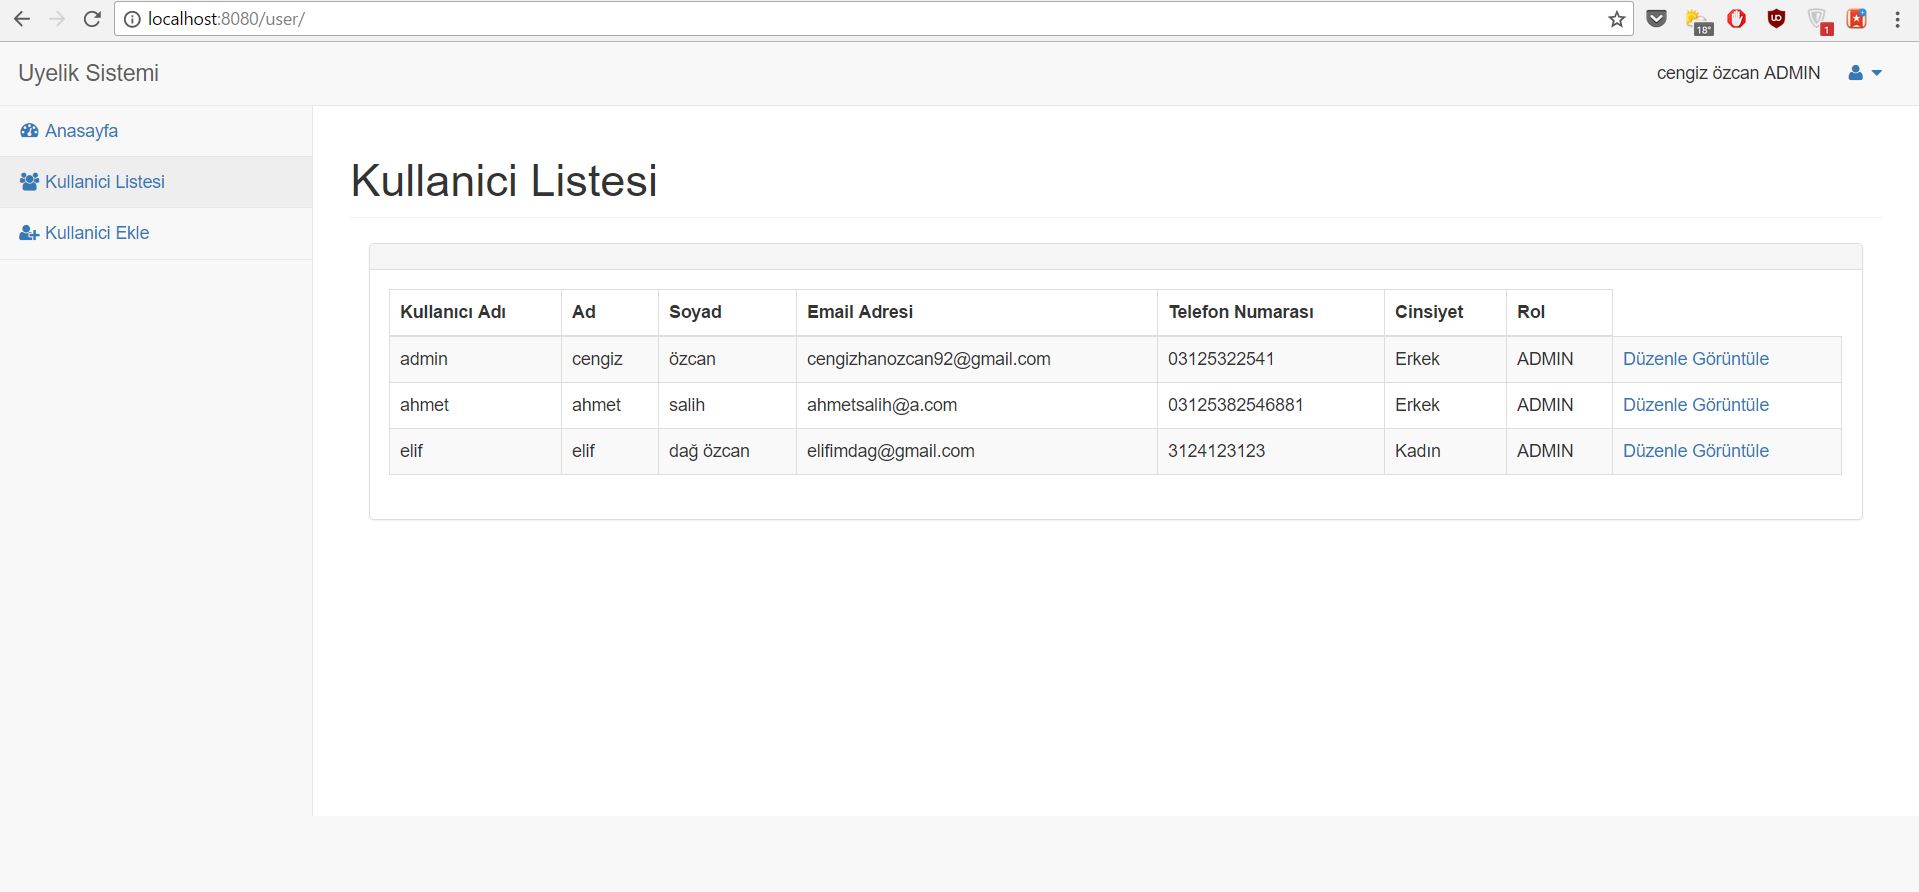 localhost:8080/user/
18°
1
Uyelik Sistemi
cengiz özcan ADMIN
Anasayfa
Kullanici Listesi
Kullanici Ekle
Kullanici Listesi
Kullanıcı Adı Ad Soyad Email Adresi Telefon Numarası Cinsiyet Rol
admin cengiz özcan cengizhanozcan92@gmail.com 03125322541 Erkek ADMIN Düzenle Görüntüle
ahmet ahmet salih ahmetsalih@a.com 03125382546881 Erkek ADMIN Düzenle Görüntüle
elif elif dağ özcan elifimdag@gmail.com 3124123123 Kadın ADMIN Düzenle Görüntüle